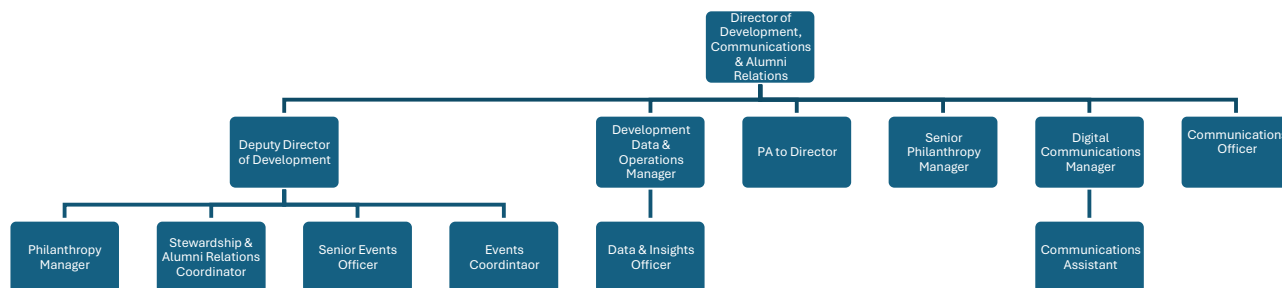 Director of
Development,
Communications
& Alumni
Relations
Deputy Director
of Development
Development
Data &
Operations
Manager
PA to Director
Senior
Philanthropy
Manager
Digital
Communications
Manager
Communications
Officer
Philanthropy
Manager
Stewardship &
Alumni Relations
Coordinator
Senior Events
Officer
Events
Coordintaor
Data & Insights
Officer
Communications
Assistant